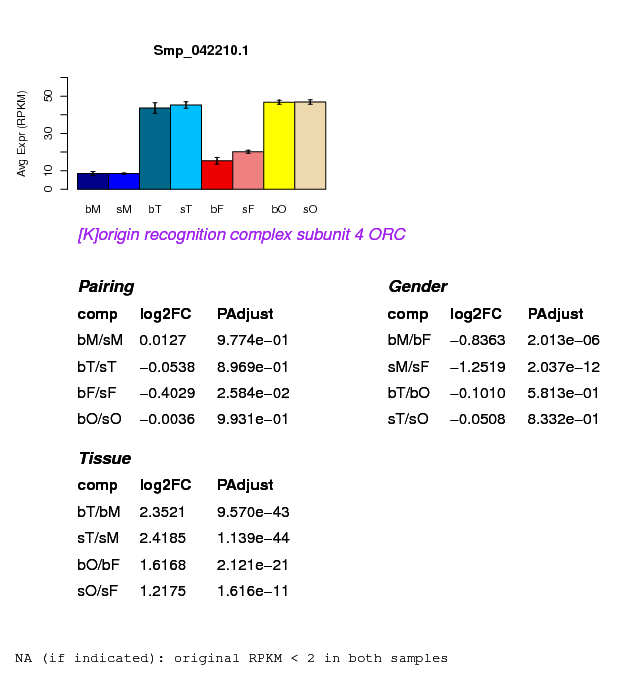 Smp_042210.1
Avg Expr (RPKM)
0 10 30 50
bM sM bT sT bF sF bO sO
[K]origin recognition complex subunit 4 ORC
Pairing
comp log2FC PAdjust
bM/sM 0.0127 9.774e−01
bT/sT −0.0538 8.969e−01
bF/sF −0.4029 2.584e−02
bO/sO −0.0036 9.931e−01
Gender
comp log2FC PAdjust
bM/bF −0.8363 2.013e−06
sM/sF −1.2519 2.037e−12
bT/bO −0.1010 5.813e−01
sT/sO −0.0508 8.332e−01
Tissue
comp log2FC PAdjust
bT/bM 2.3521 9.570e−43
sT/sM 2.4185 1.139e−44
bO/bF 1.6168 2.121e−21
sO/sF 1.2175 1.616e−11
NA (if indicated): original RPKM < 2 in both samples